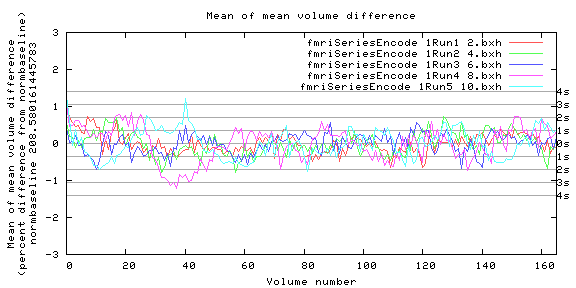 Mean of mean volume difference
fmriSeriesEncode 1Run1 2.bxh
fmriSeriesEncode 1Run2 4.bxh
fmriSeriesEncode 1Run3 6.bxh
fmriSeriesEncode 1Run4 8.bxh
fmriSeriesEncode 1Run5 10.bxh
Mean of mean volume difference
(percent difference from normbaseline)
normbaseline 208.580161445783
3
2
1
0
-1
-2
-3
4s
3s
2s
1s
0s
1s
2s
3s
4s
0 20 40 60 80 100 120 140 160
Volume number